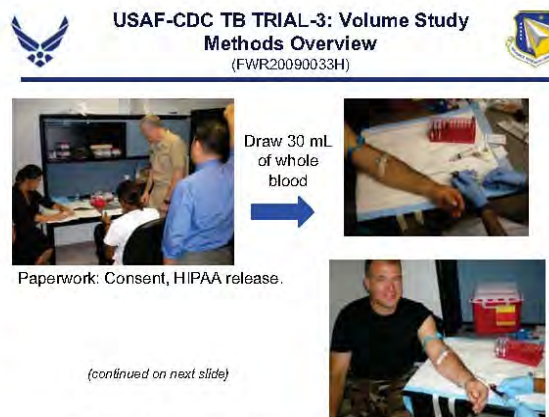 USAF-CDC TB TRIAL-3: Volume Study
Methods Overview
(FWR20090033H)
Draw 30 mL
of whole
blood
Paperwork: Consent, HIPAA release.
(continued on next slide)